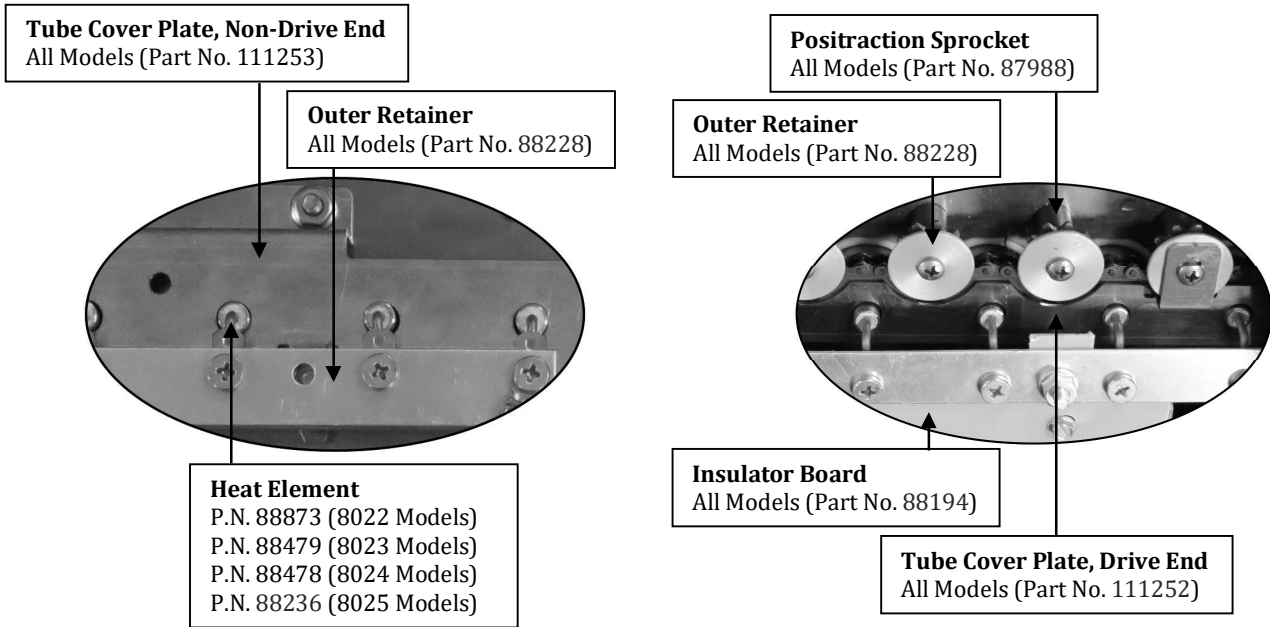 Tube Cover Plate, Non-Drive End
All Models (Part No. 111253)
Outer Retainer
All Models (Part No. 88228)
Heat Element
P.N. 88873 (8022 Models)
P.N. 88479 (8023 Models)
P.N. 88478 (8024 Models)
P.N. 88236 (8025 Models)
Positraction Sprocket
All Models (Part No. 87988)
Outer Retainer
All Models (Part No. 88228)
Insulator Board
All Models (Part No. 88194)
Tube Cover Plate, Drive End
All Models (Part No. 111252)